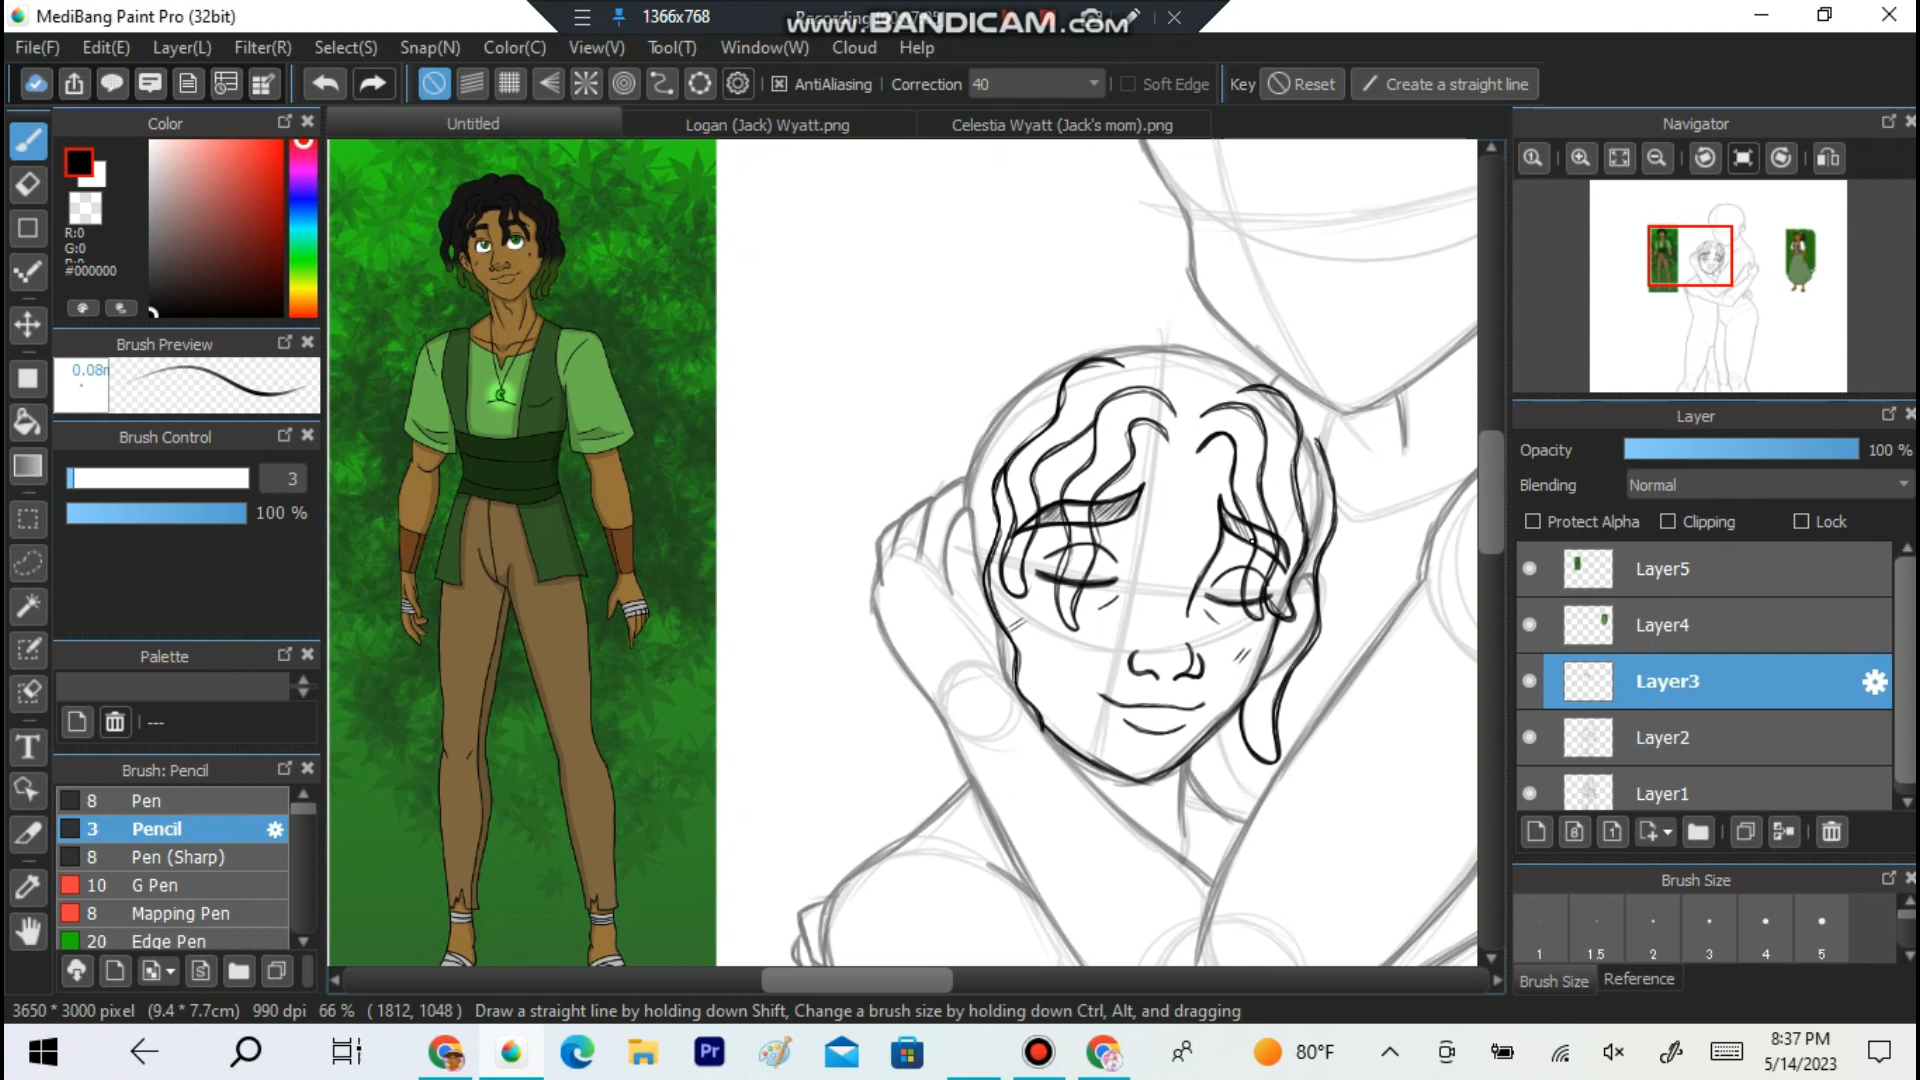 MediBang Paint Pro (32bit)
1366x768
www.BANDICAM.com
File(F) Edit(E) Layer(L) Filter(R) Select(S) Snap(N) Color(C) View(V) Tool(T) Window(W) Cloud Help
AntiAliasing Correction 40 Soft Edge Key Reset Create a straight line
Color
Untitled
Logan (Jack) Wyatt.png
Celestia Wyatt (Jack's mom).png
Navigator
R:0
G:0
#000000
Brush Preview
Brush Control
3
100 %
Palette
---
Brush: Pencil
8 Pen
3 Pencil
8 Pen (Sharp)
10 G Pen
8 Mapping Pen
20 Edge Pen
Layer
Opacity 100 %
Blending Normal
Protect Alpha Clipping Lock
Layer5
Layer4
Layer3
Layer2
Layer1
Brush Size
1 1.5 2 3 4 5
Brush Size Reference
3650 * 3000 pixel (9.4 * 7.7cm) 990 dpi 66 % ( 1812, 1048 ) Draw a straight line by holding down Shift, Change a brush size by holding down Ctrl, Alt, and dragging
Pr
80°F
8:37 PM
5/14/2023